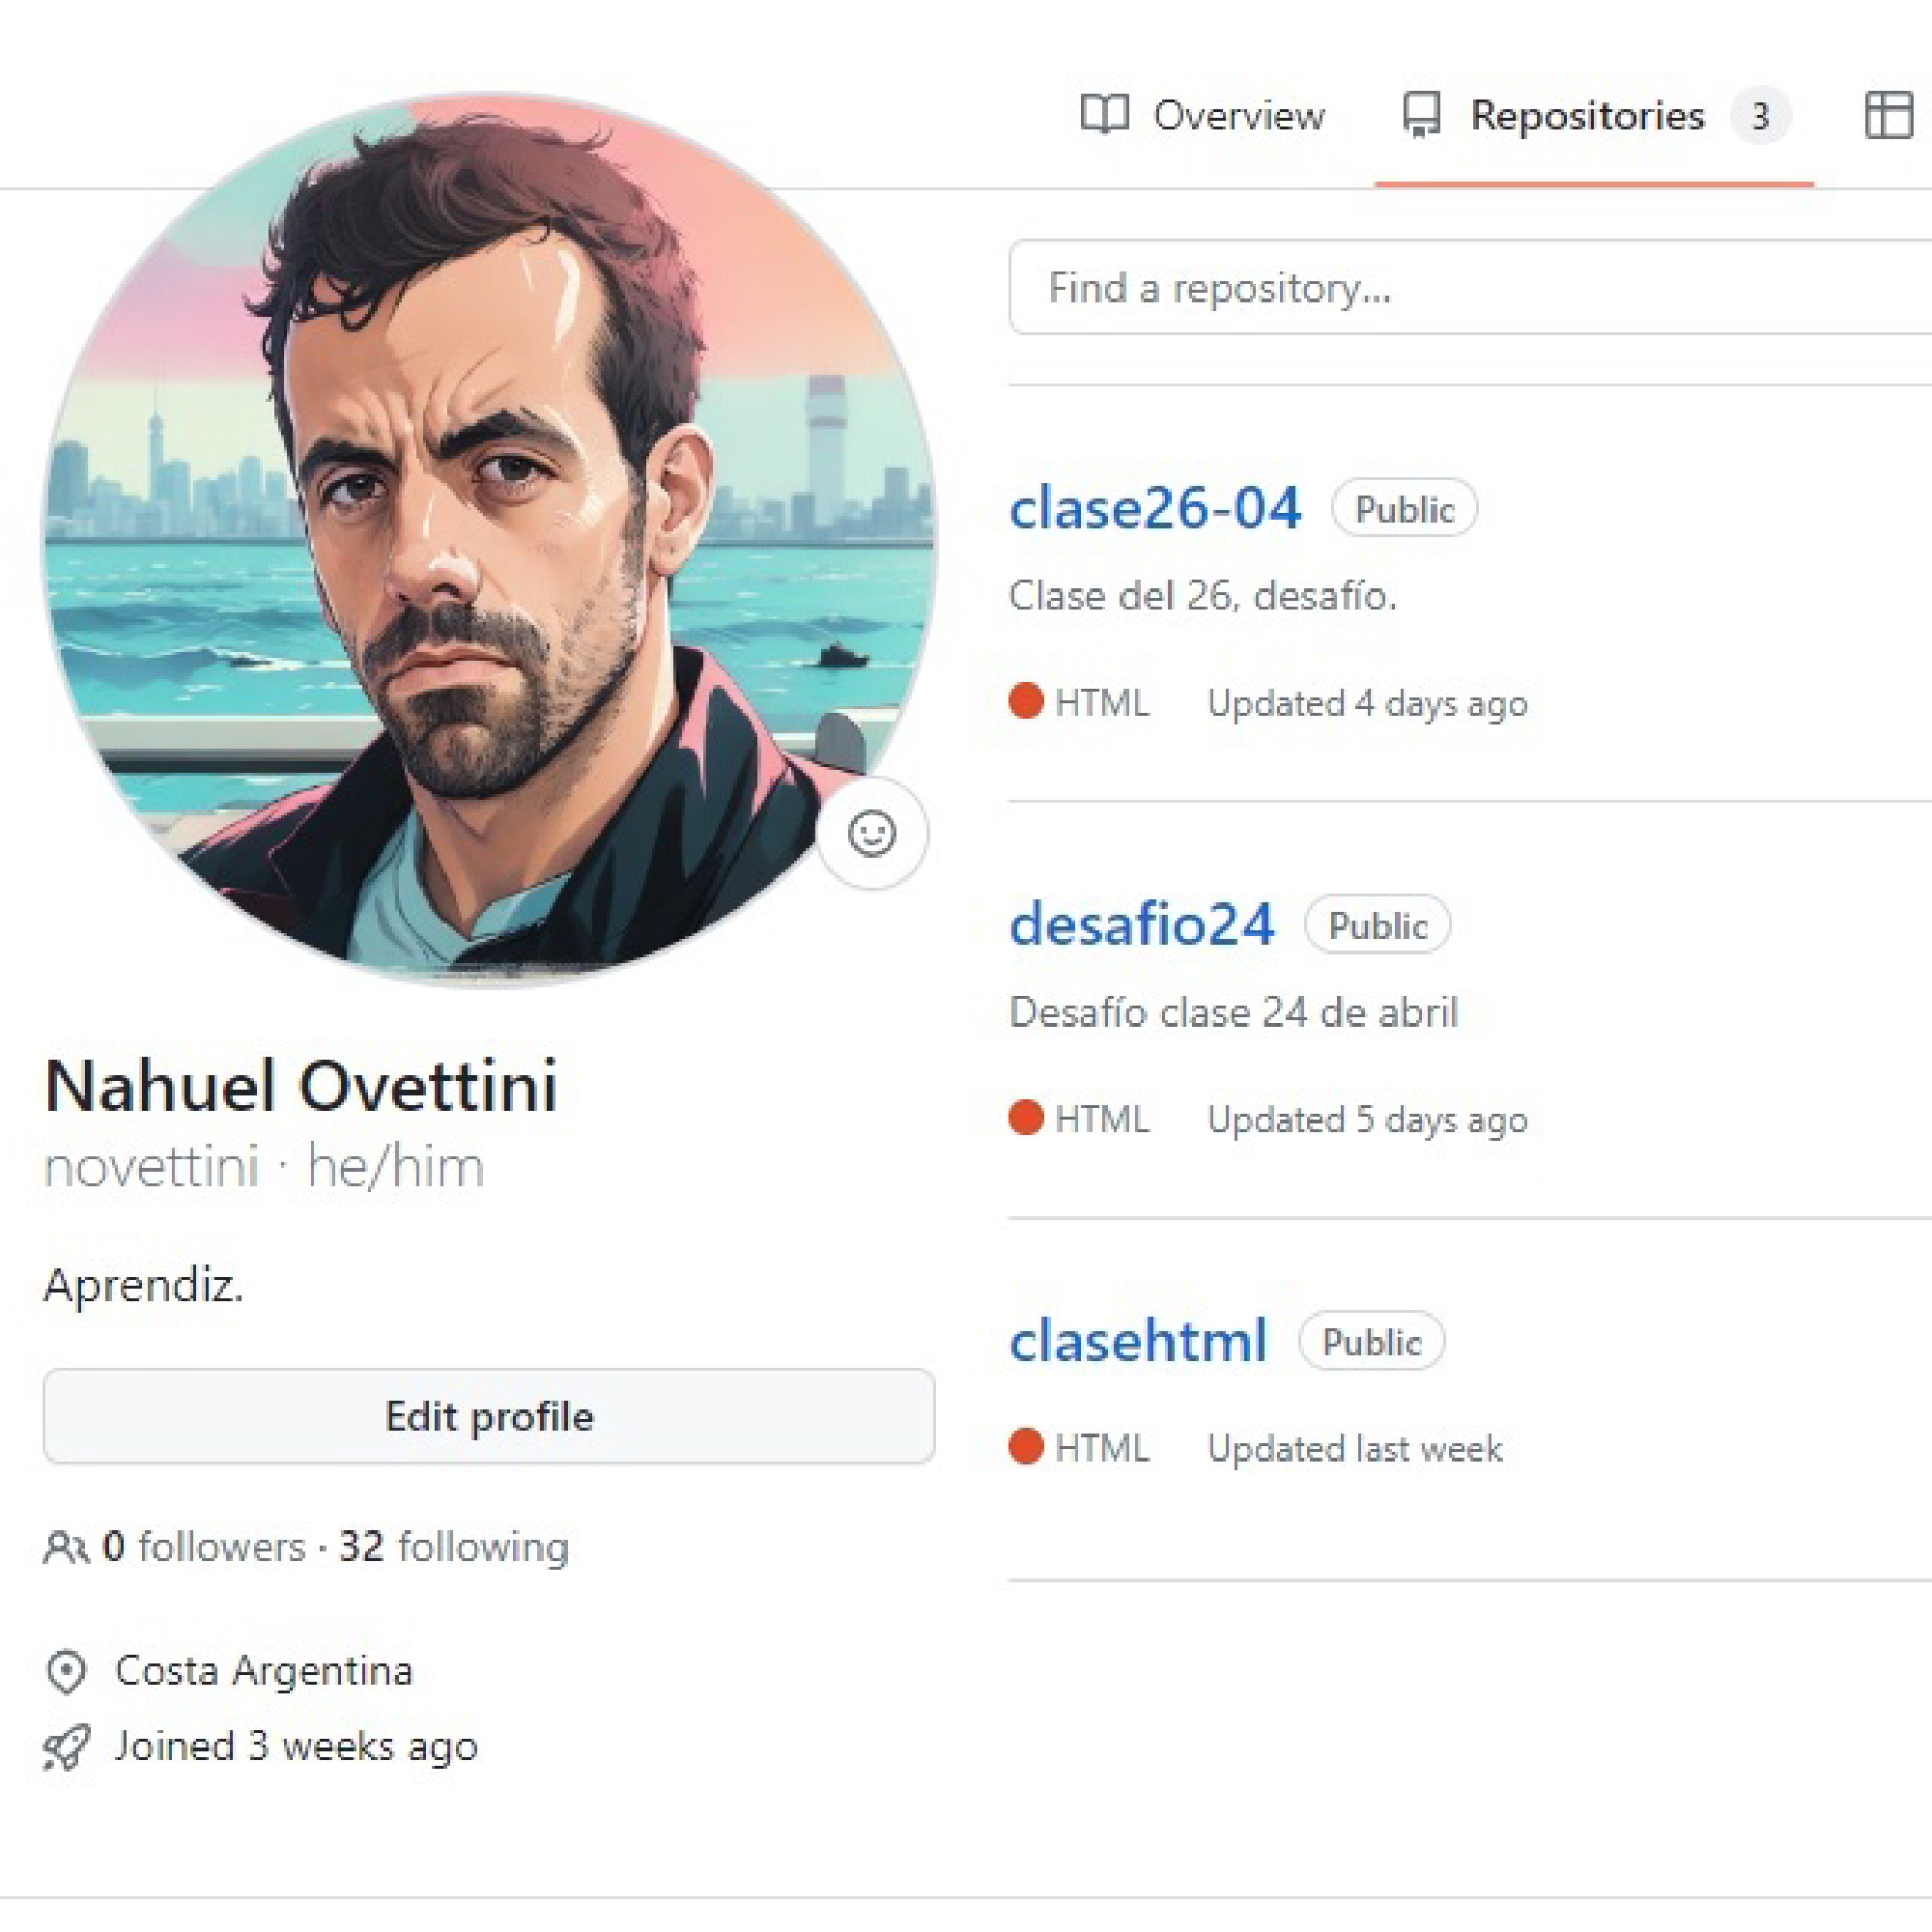 Overview
Repositories 3
Find a repository...
clase26-04 Public
Clase del 26, desafío.
HTML Updated 4 days ago
desafio24 Public
Desafío clase 24 de abril
HTML Updated 5 days ago
clasehtml Public
HTML Updated last week
Nahuel Ovettini
novettini · he/him
Aprendiz.
Edit profile
0 followers · 32 following
Costa Argentina
Joined 3 weeks ago